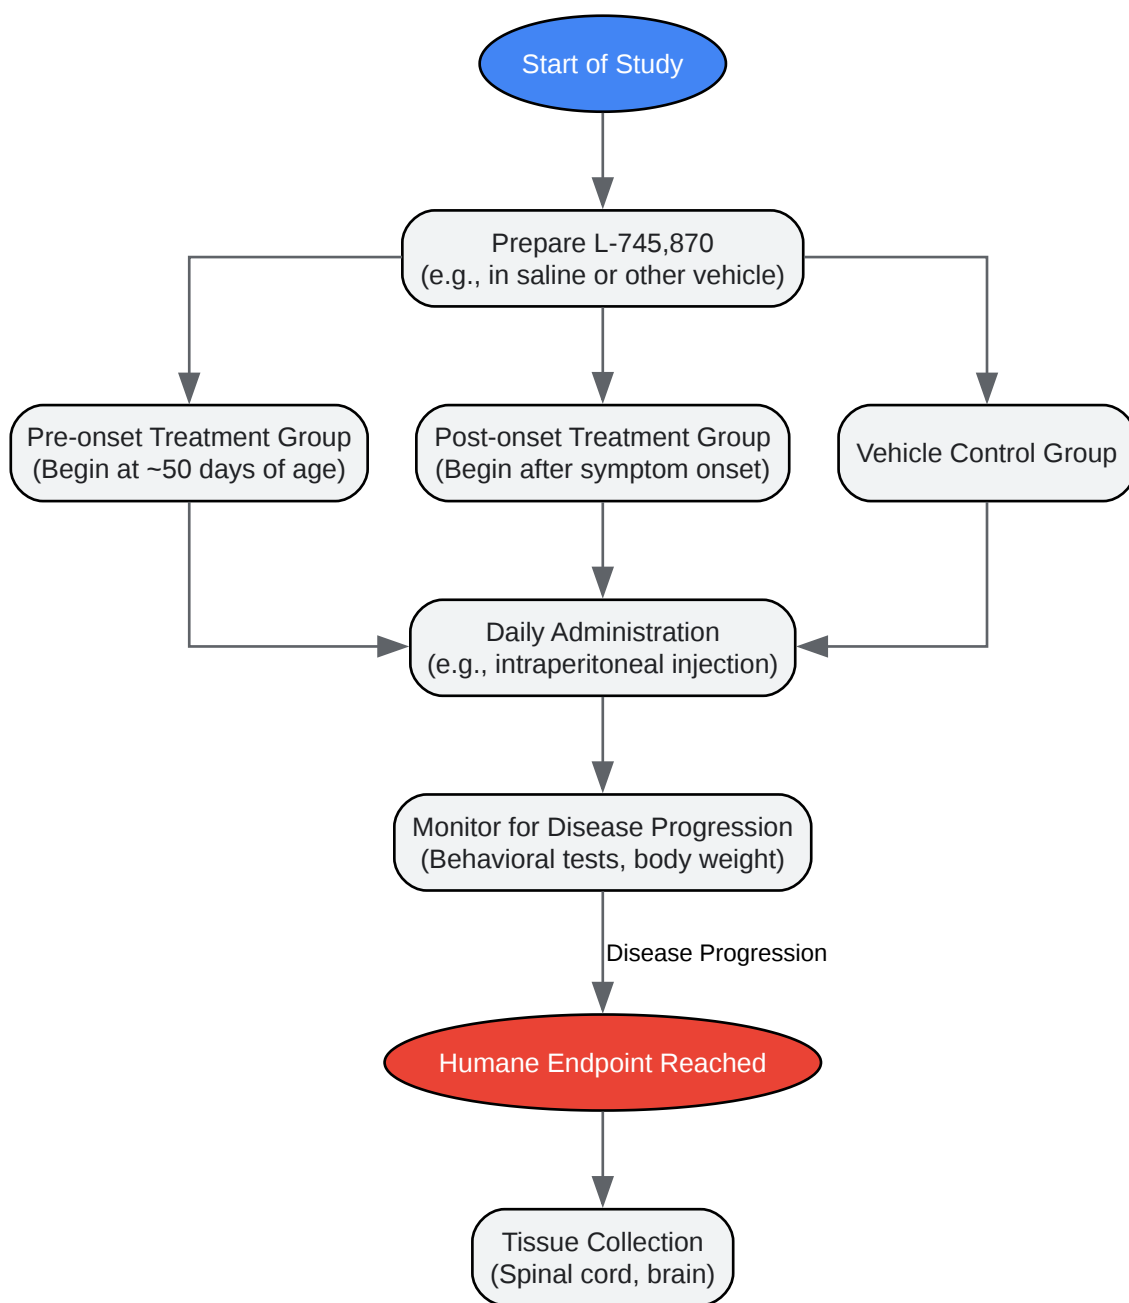 Start of Study
Prepare L-745,870
(e.g., in saline or other vehicle)
Pre-onset Treatment Group
(Begin at ~50 days of age)
Post-onset Treatment Group
(Begin after symptom onset)
Vehicle Control Group
Daily Administration
(e.g., intraperitoneal injection)
Monitor for Disease Progression
(Behavioral tests, body weight)
Disease Progression
Humane Endpoint Reached
Tissue Collection
(Spinal cord, brain)